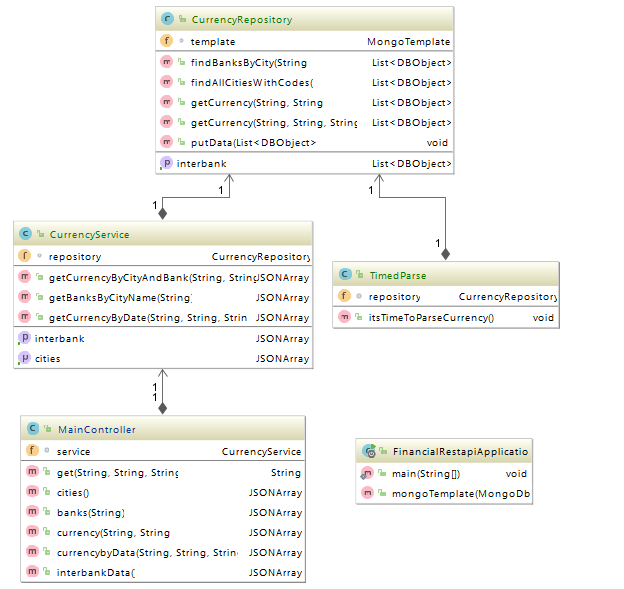 CurrencyRepository
template MongoTemplate
findBanksByCity(String List<DBObject>
findAllCitiesWithCodes( List<DBObject>
getCurrency(String, String List<DBObject>
getCurrency(String, String, String List<DBObject>
putData(List<DBObject> void
interbank List<DBObject>
1 1
1 1
CurrencyService
repository CurrencyRepository
getCurrencyByCityAndBank(String, String JSONArray
getBanksByCityName(String) JSONArray
getCurrencyByDate(String, String, Strin JSONArray
interbank JSONArray
cities JSONArray
TimedParse
repository CurrencyRepository
itsTimeToParseCurrency() void
1
1
MainController
service CurrencyService
get(String, String, String String
cities() JSONArray
banks(String) JSONArray
currency(String, String JSONArray
currencybyData(String, String, String JSONArray
interbankData( JSONArray
FinancialRestapiApplicatio
main(String[]) void
mongoTemplate(MongoDb